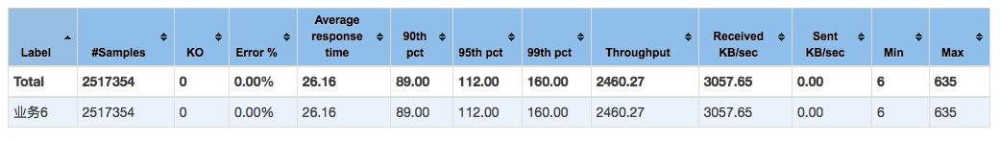 Label #Samples KO Error % Average response time 90th pct 95th pct 99th pct Throughput Received KB/sec Sent KB/sec Min Max
Total 2517354 0 0.00% 26.16 89.00 112.00 160.00 2460.27 3057.65 0.00 6 635
业务6 2517354 0 0.00% 26.16 89.00 112.00 160.00 2460.27 3057.65 0.00 6 635